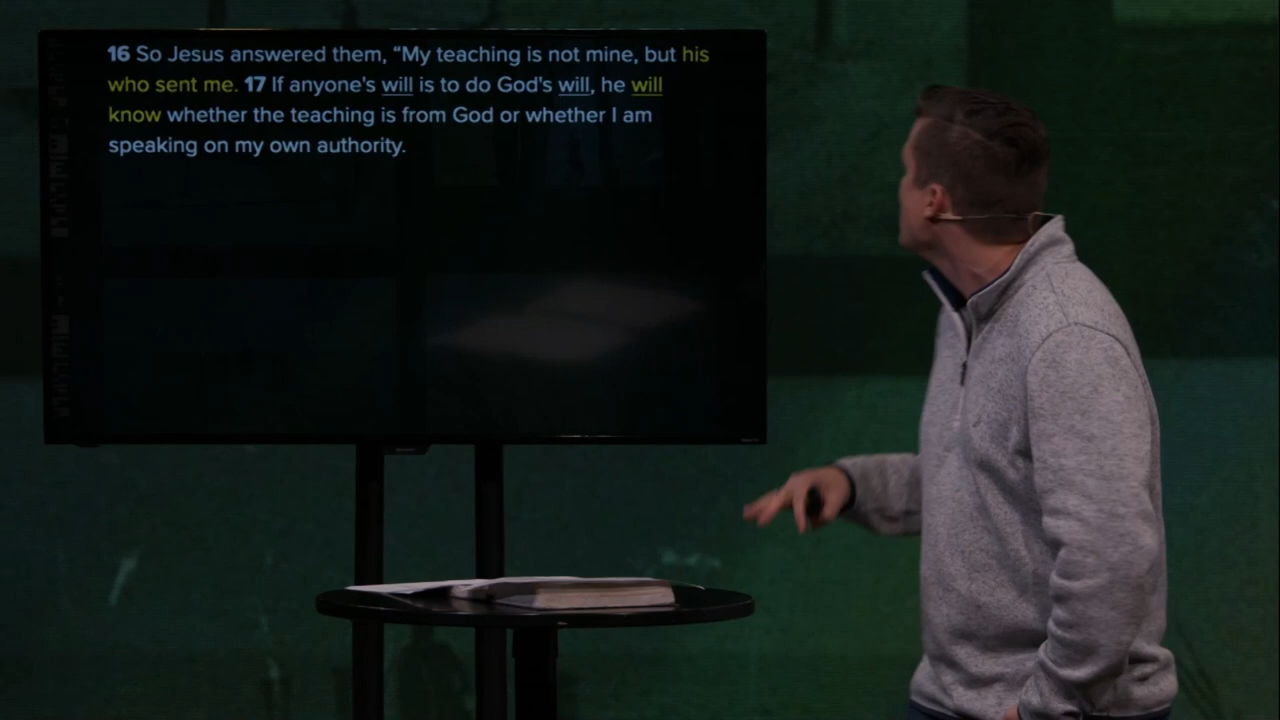 16 So Jesus answered them, “My teaching is not mine, but his
who sent me. 17 If anyone's will is to do God's will, he will
know whether the teaching is from God or whether I am
speaking on my own authority.